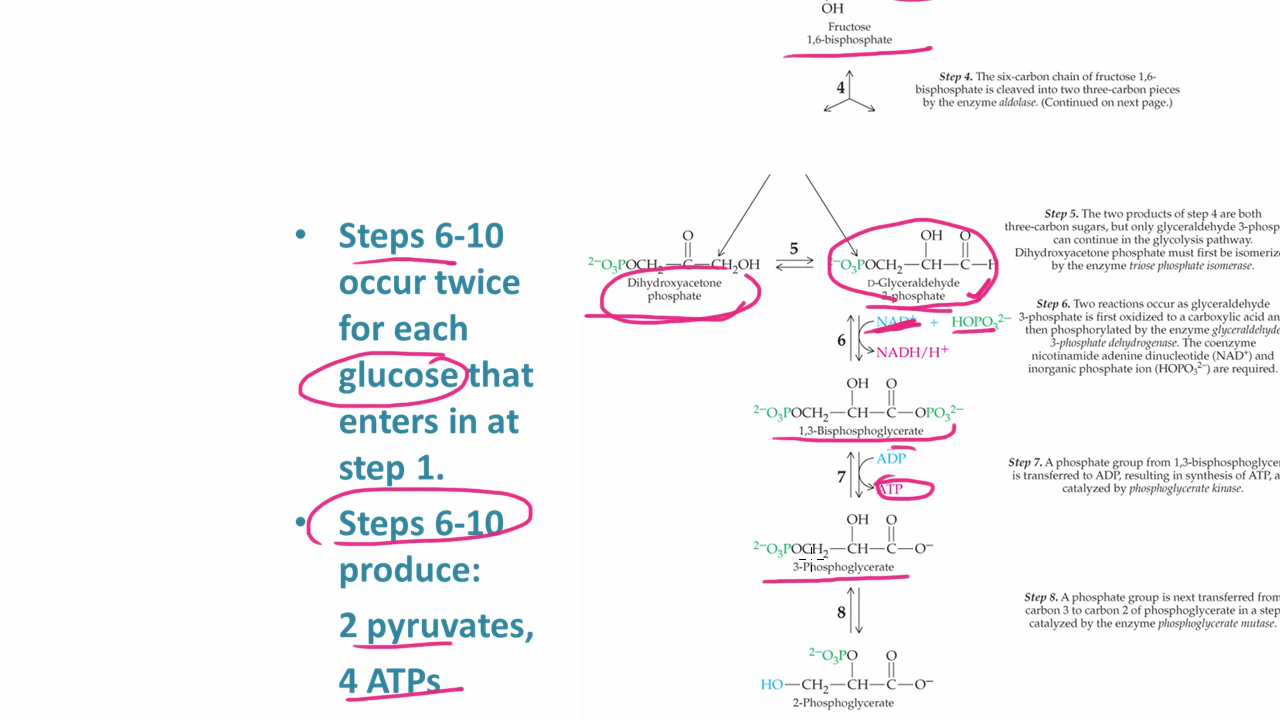 • Steps 6-10
occur twice
for each
glucose that
enters in at
step 1.
• Steps 6-10
produce:
2 pyruvates,
4 ATPs
OH
Fructose
1,6-bisphosphate
4
Step 4. The six-carbon chain of fructose 1,6-
bisphosphate is cleaved into two three-carbon pieces
by the enzyme aldolase. (Continued on next page.)
O
²⁻O₃POCH₂—C—CH₂OH
Dihydroxyacetone
phosphate
5
OH O
²⁻O₃POCH₂—CH—C—H
D-Glyceraldehyde
3-phosphate
Step 5. The two products of step 4 are both
three-carbon sugars, but only glyceraldehyde 3-phosp
can continue in the glycolysis pathway.
Dihydroxyacetone phosphate must first be isomeriz
by the enzyme triose phosphate isomerase.
6
NAD⁺ + HOPO₃²⁻
NADH/H⁺
Step 6. Two reactions occur as glyceraldehyde
3-phosphate is first oxidized to a carboxylic acid an
then phosphorylated by the enzyme glyceraldehyde
3-phosphate dehydrogenase. The coenzyme
nicotinamide adenine dinucleotide (NAD⁺) and
inorganic phosphate ion (HOPO₃²⁻) are required.
OH O
²⁻O₃POCH₂—CH—C—OPO₃²⁻
1,3-Bisphosphoglycerate
7
ADP
ATP
Step 7. A phosphate group from 1,3-bisphosphoglyce
is transferred to ADP, resulting in synthesis of ATP, a
catalyzed by phosphoglycerate kinase.
OH O
²⁻O₃POCH₂—CH—C—O⁻
3-Phosphoglycerate
8
Step 8. A phosphate group is next transferred from
carbon 3 to carbon 2 of phosphoglycerate in a step
catalyzed by the enzyme phosphoglycerate mutase.
²⁻O₃PO O
HO—CH₂—CH—C—O⁻
2-Phosphoglycerate